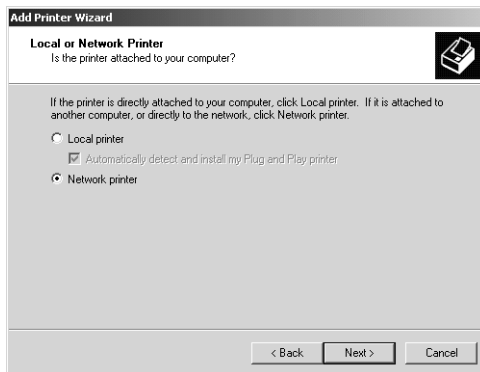 Add Printer Wizard
Local or Network Printer
Is the printer attached to your computer?
If the printer is directly attached to your computer, click Local printer. If it is attached to
another computer, or directly to the network, click Network printer.
Local printer
Automatically detect and install my Plug and Play printer
Network printer
< Back Next > Cancel